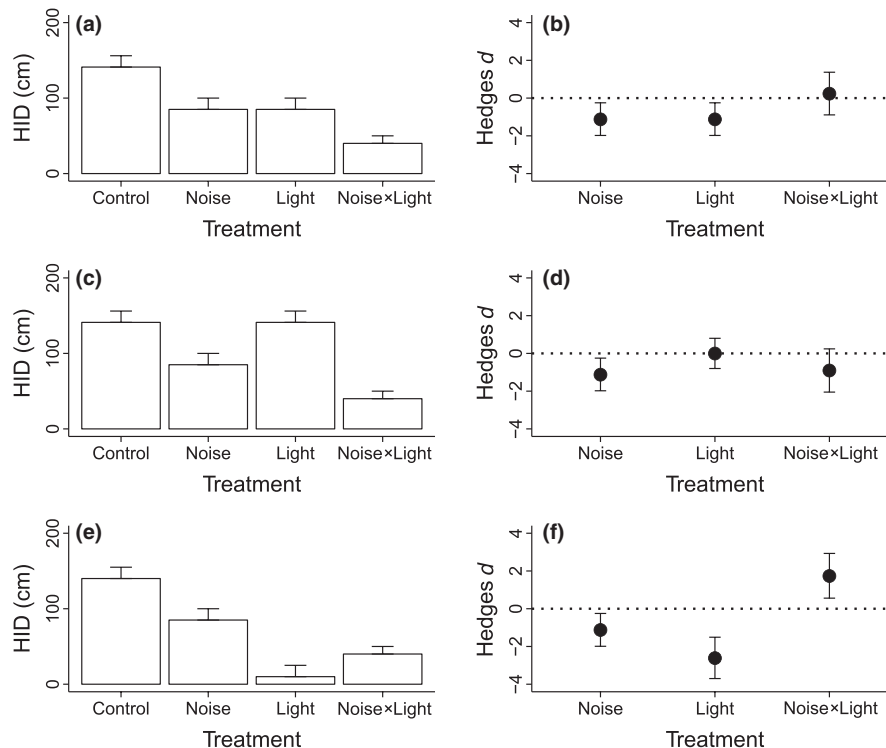 (a)
HID (cm)
200
100
0
Control Noise Light Noise×Light
Treatment
(b)
Hedges d
4
2
0
−2
−4
Noise Light Noise×Light
Treatment
(c)
HID (cm)
200
100
0
Control Noise Light Noise×Light
Treatment
(d)
Hedges d
4
2
0
−2
−4
Noise Light Noise×Light
Treatment
(e)
HID (cm)
200
100
0
Control Noise Light Noise×Light
Treatment
(f)
Hedges d
4
2
0
−2
−4
Noise Light Noise×Light
Treatment